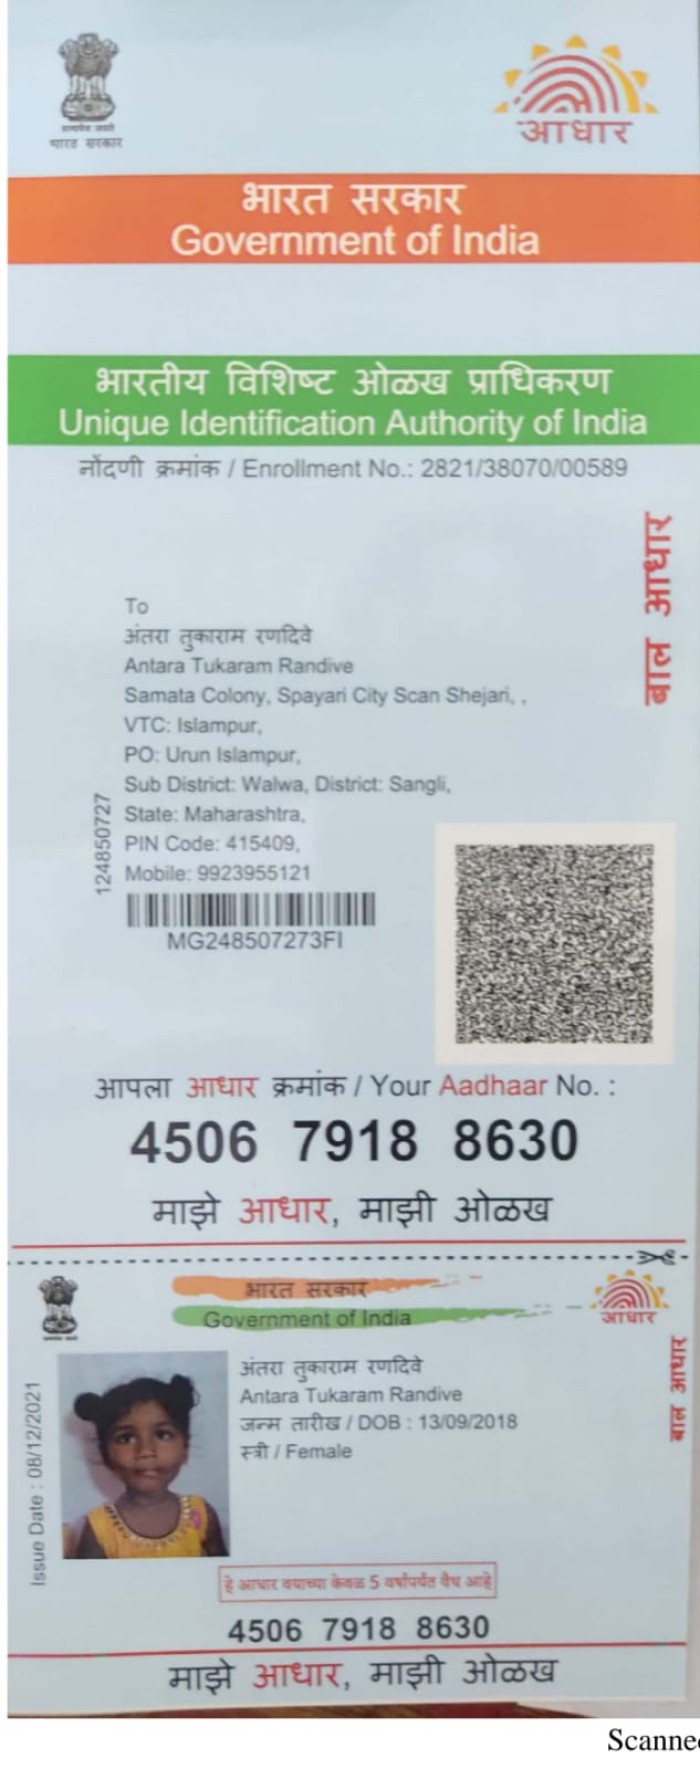 सत्यमेव जयते
भारत सरकार
आधार
भारत सरकार
Government of India
भारतीय विशिष्ट ओळख प्राधिकरण
Unique Identification Authority of India
नोंदणी क्रमांक / Enrollment No.: 2821/38070/00589
बाल आधार
To
अंतरा तुकाराम रणदिवे
Antara Tukaram Randive
Samata Colony, Spayari City Scan Shejari, ,
VTC: Islampur,
PO: Urun Islampur,
Sub District: Walwa, District: Sangli,
State: Maharashtra,
PIN Code: 415409,
Mobile: 9923955121
124850727
MG248507273FI
आपला आधार क्रमांक / Your Aadhaar No. :
4506 7918 8630
माझे आधार, माझी ओळख
भारत सरकार
Government of India
आधार
बाल आधार
Issue Date : 08/12/2021
अंतरा तुकाराम रणदिवे
Antara Tukaram Randive
जन्म तारीख / DOB : 13/09/2018
स्त्री / Female
हे आधार वयाच्या केवळ 5 वर्षांपर्यंत वैध आहे
4506 7918 8630
माझे आधार, माझी ओळख